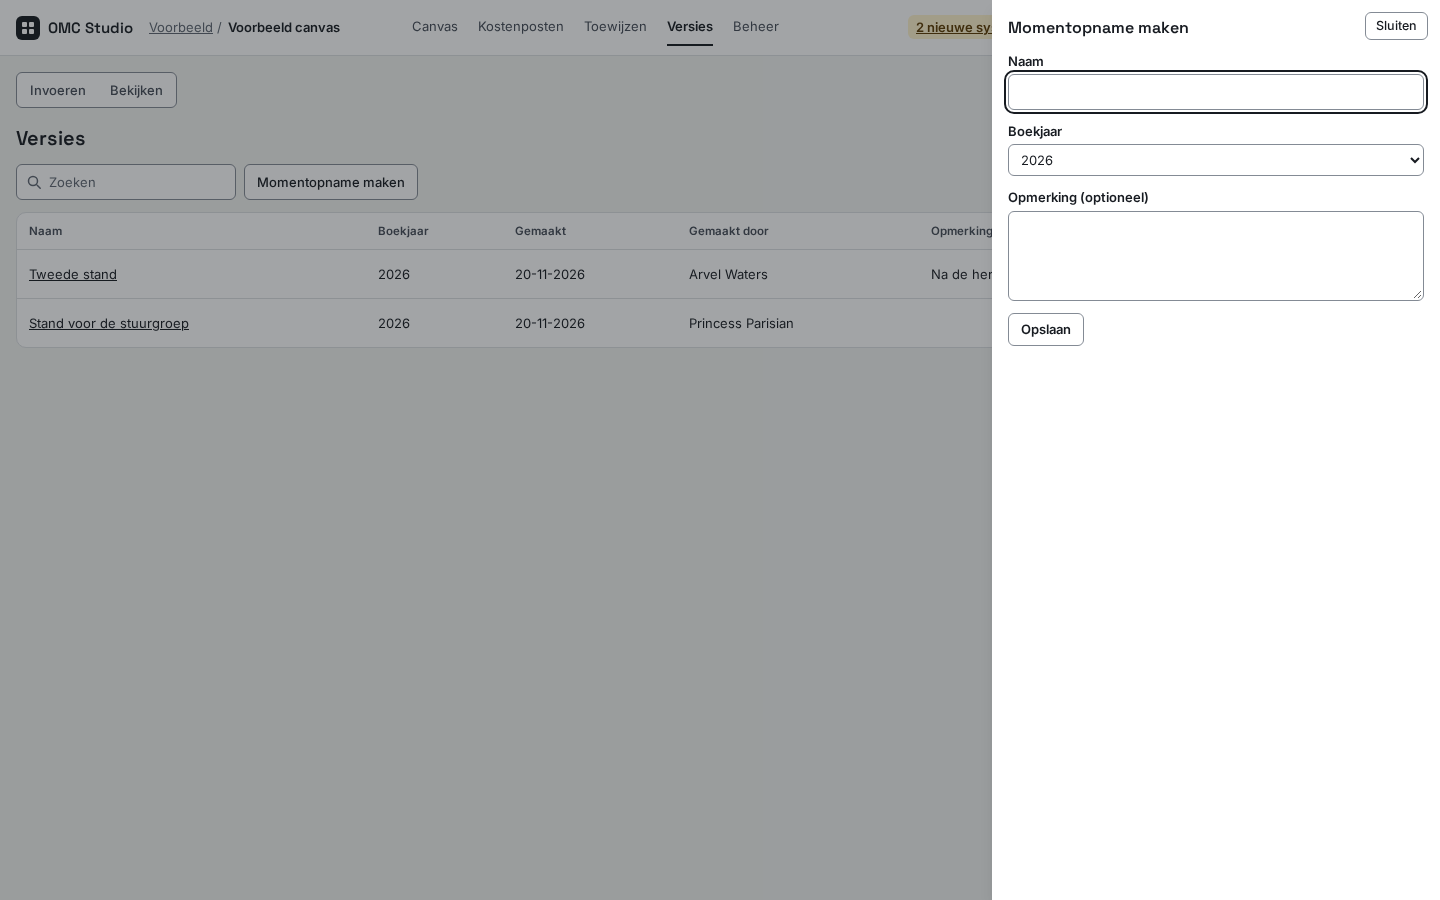 OMC Studio Voorbeeld / Voorbeeld canvas Canvas Kostenposten Toewijzen Versies Beheer 2 nieuwe sy
Momentopname maken Sluiten
Naam
Boekjaar
2026
Opmerking (optioneel)
Opslaan
Invoeren Bekijken
Versies
Zoeken Momentopname maken
Naam Boekjaar Gemaakt Gemaakt door Opmerking
Tweede stand 2026 20-11-2026 Arvel Waters Na de her
Stand voor de stuurgroep 2026 20-11-2026 Princess Parisian